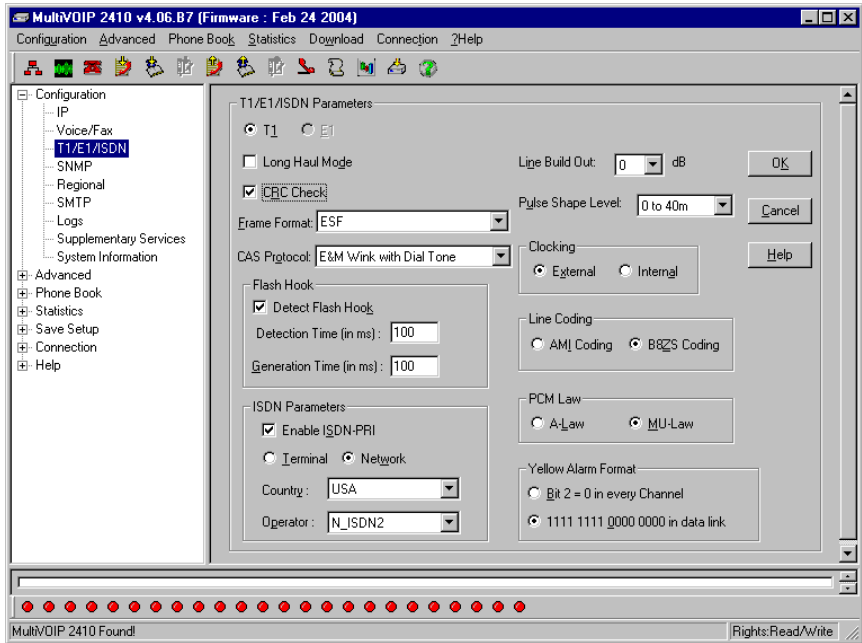 MultiVOIP 2410 v4.06.B7 (Firmware : Feb 24 2004)
Configuration Advanced Phone Book Statistics Download Connection ?Help
Configuration
IP
Voice/Fax
T1/E1/ISDN
SNMP
Regional
SMTP
Logs
Supplementary Services
System Information
Advanced
Phone Book
Statistics
Save Setup
Connection
Help
T1/E1/ISDN Parameters
T1 E1
Long Haul Mode
CRC Check
Frame Format: ESF
CAS Protocol: E&M Wink with Dial Tone
Flash Hook
Detect Flash Hook
Detection Time (in ms) : 100
Generation Time (in ms) : 100
ISDN Parameters
Enable ISDN-PRI
Terminal Network
Country : USA
Operator : N_ISDN2
Line Build Out: 0 dB
Pulse Shape Level: 0 to 40m
Clocking
External Internal
Line Coding
AMI Coding B8ZS Coding
PCM Law
A-Law MU-Law
Yellow Alarm Format
Bit 2 = 0 in every Channel
1111 1111 0000 0000 in data link
OK
Cancel
Help
MultiVOIP 2410 Found!
Rights:Read/Write